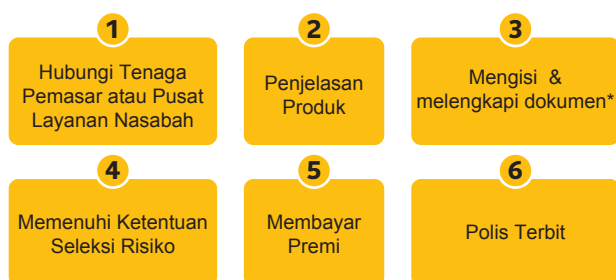 1
Hubungi Tenaga
Pemasar atau Pusat
Layanan Nasabah
2
Penjelasan
Produk
3
Mengisi & 
melengkapi dokumen*
4
Memenuhi Ketentuan
Seleksi Risiko
5
Membayar
Premi
6
Polis Terbit